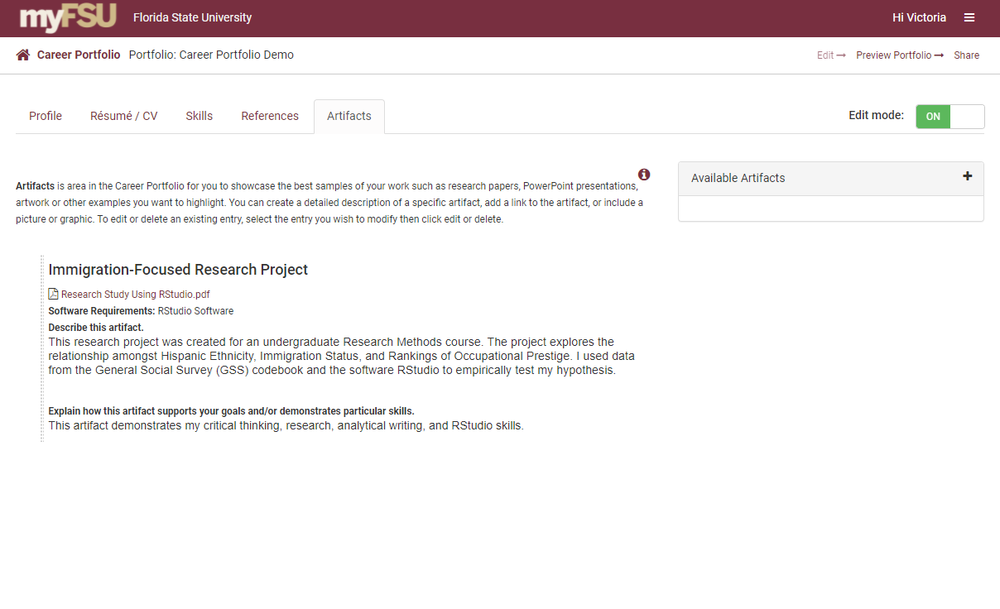 myFSU Florida State University Hi Victoria
Career Portfolio Portfolio: Career Portfolio Demo Edit Preview Portfolio Share
Profile Résumé / CV Skills References Artifacts Edit mode: ON
Artifacts is area in the Career Portfolio for you to showcase the best samples of your work such as research papers, PowerPoint presentations,
artwork or other examples you want to highlight. You can create a detailed description of a specific artifact, add a link to the artifact, or include a
picture or graphic. To edit or delete an existing entry, select the entry you wish to modify then click edit or delete.
Available Artifacts
Immigration-Focused Research Project
Research Study Using RStudio.pdf
Software Requirements: RStudio Software
Describe this artifact.
This research project was created for an undergraduate Research Methods course. The project explores the
relationship amongst Hispanic Ethnicity, Immigration Status, and Rankings of Occupational Prestige. I used data
from the General Social Survey (GSS) codebook and the software RStudio to empirically test my hypothesis.
Explain how this artifact supports your goals and/or demonstrates particular skills.
This artifact demonstrates my critical thinking, research, analytical writing, and RStudio skills.